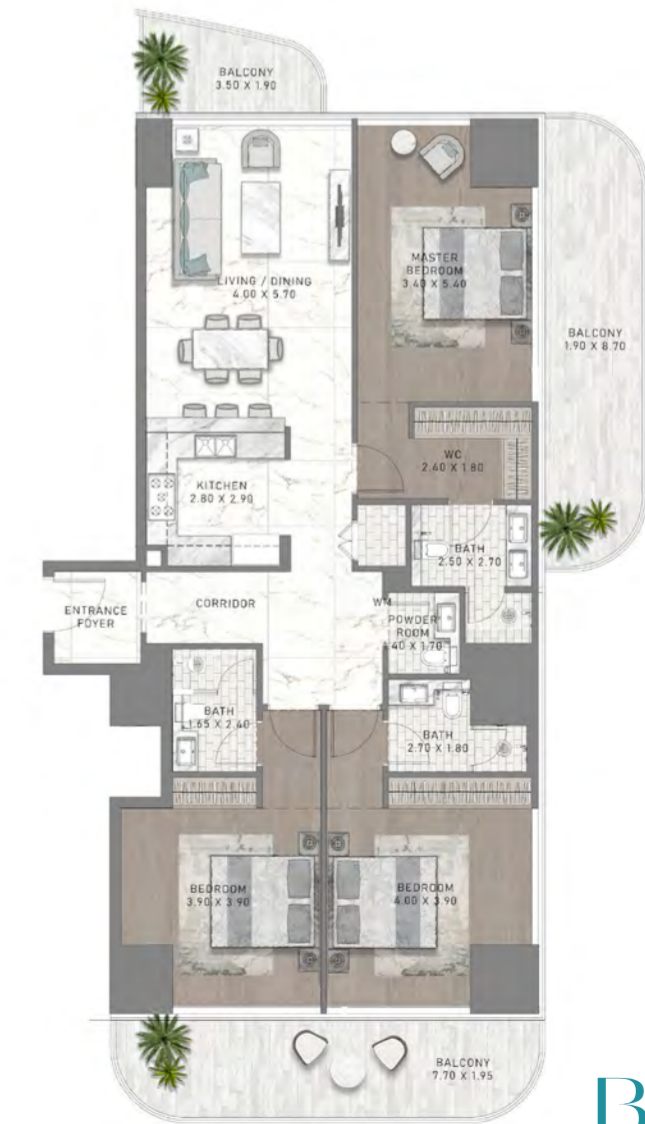 BALCONY
3.50 X 1.90
LIVING / DINING
4.00 X 5.70
MASTER
BEDROOM
3.40 X 5.40
BALCONY
1.90 X 8.70
WC
2.40 X 1.80
KITCHEN
2.80 X 2.90
BATH
2.50 X 2.70
ENTRANCE
FOYER
CORRIDOR
WM
POWDER
ROOM
1.40 X 1.70
BATH
1.65 X 2.40
BATH
2.70 X 1.80
BEDROOM
3.90 X 3.90
BEDROOM
4.00 X 3.90
BALCONY
7.70 X 1.95
B